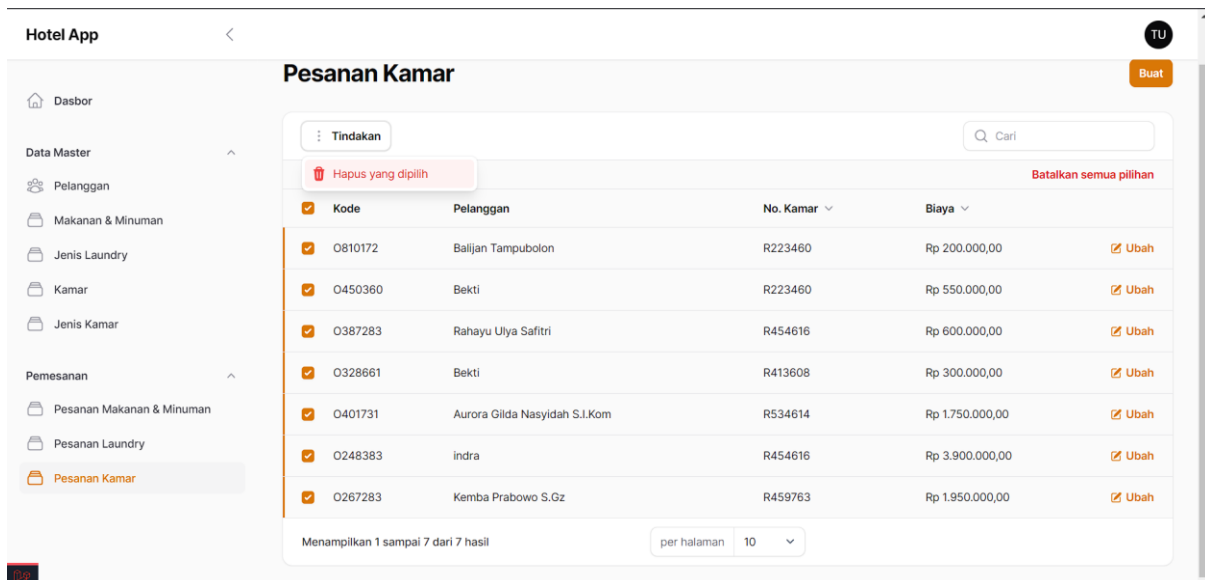 Hotel App
TU
Dasbor
Data Master
Pelanggan
Makanan & Minuman
Jenis Laundry
Kamar
Jenis Kamar
Pemesanan
Pesanan Makanan & Minuman
Pesanan Laundry
Pesanan Kamar
Pesanan Kamar
Buat
Tindakan
Cari
Hapus yang dipilih
Batalkan semua pilihan
Kode Pelanggan No. Kamar Biaya
O810172 Balijan Tampubolon R223460 Rp 200.000,00 Ubah
O450360 Bekti R223460 Rp 550.000,00 Ubah
O387283 Rahayu Ulya Safitri R454616 Rp 600.000,00 Ubah
O328661 Bekti R413608 Rp 300.000,00 Ubah
O401731 Aurora Gilda Nasyidah S.I.Kom R534614 Rp 1.750.000,00 Ubah
O248383 indra R454616 Rp 3.900.000,00 Ubah
O267283 Kemba Prabowo S.Gz R459763 Rp 1.950.000,00 Ubah
Menampilkan 1 sampai 7 dari 7 hasil
per halaman 10